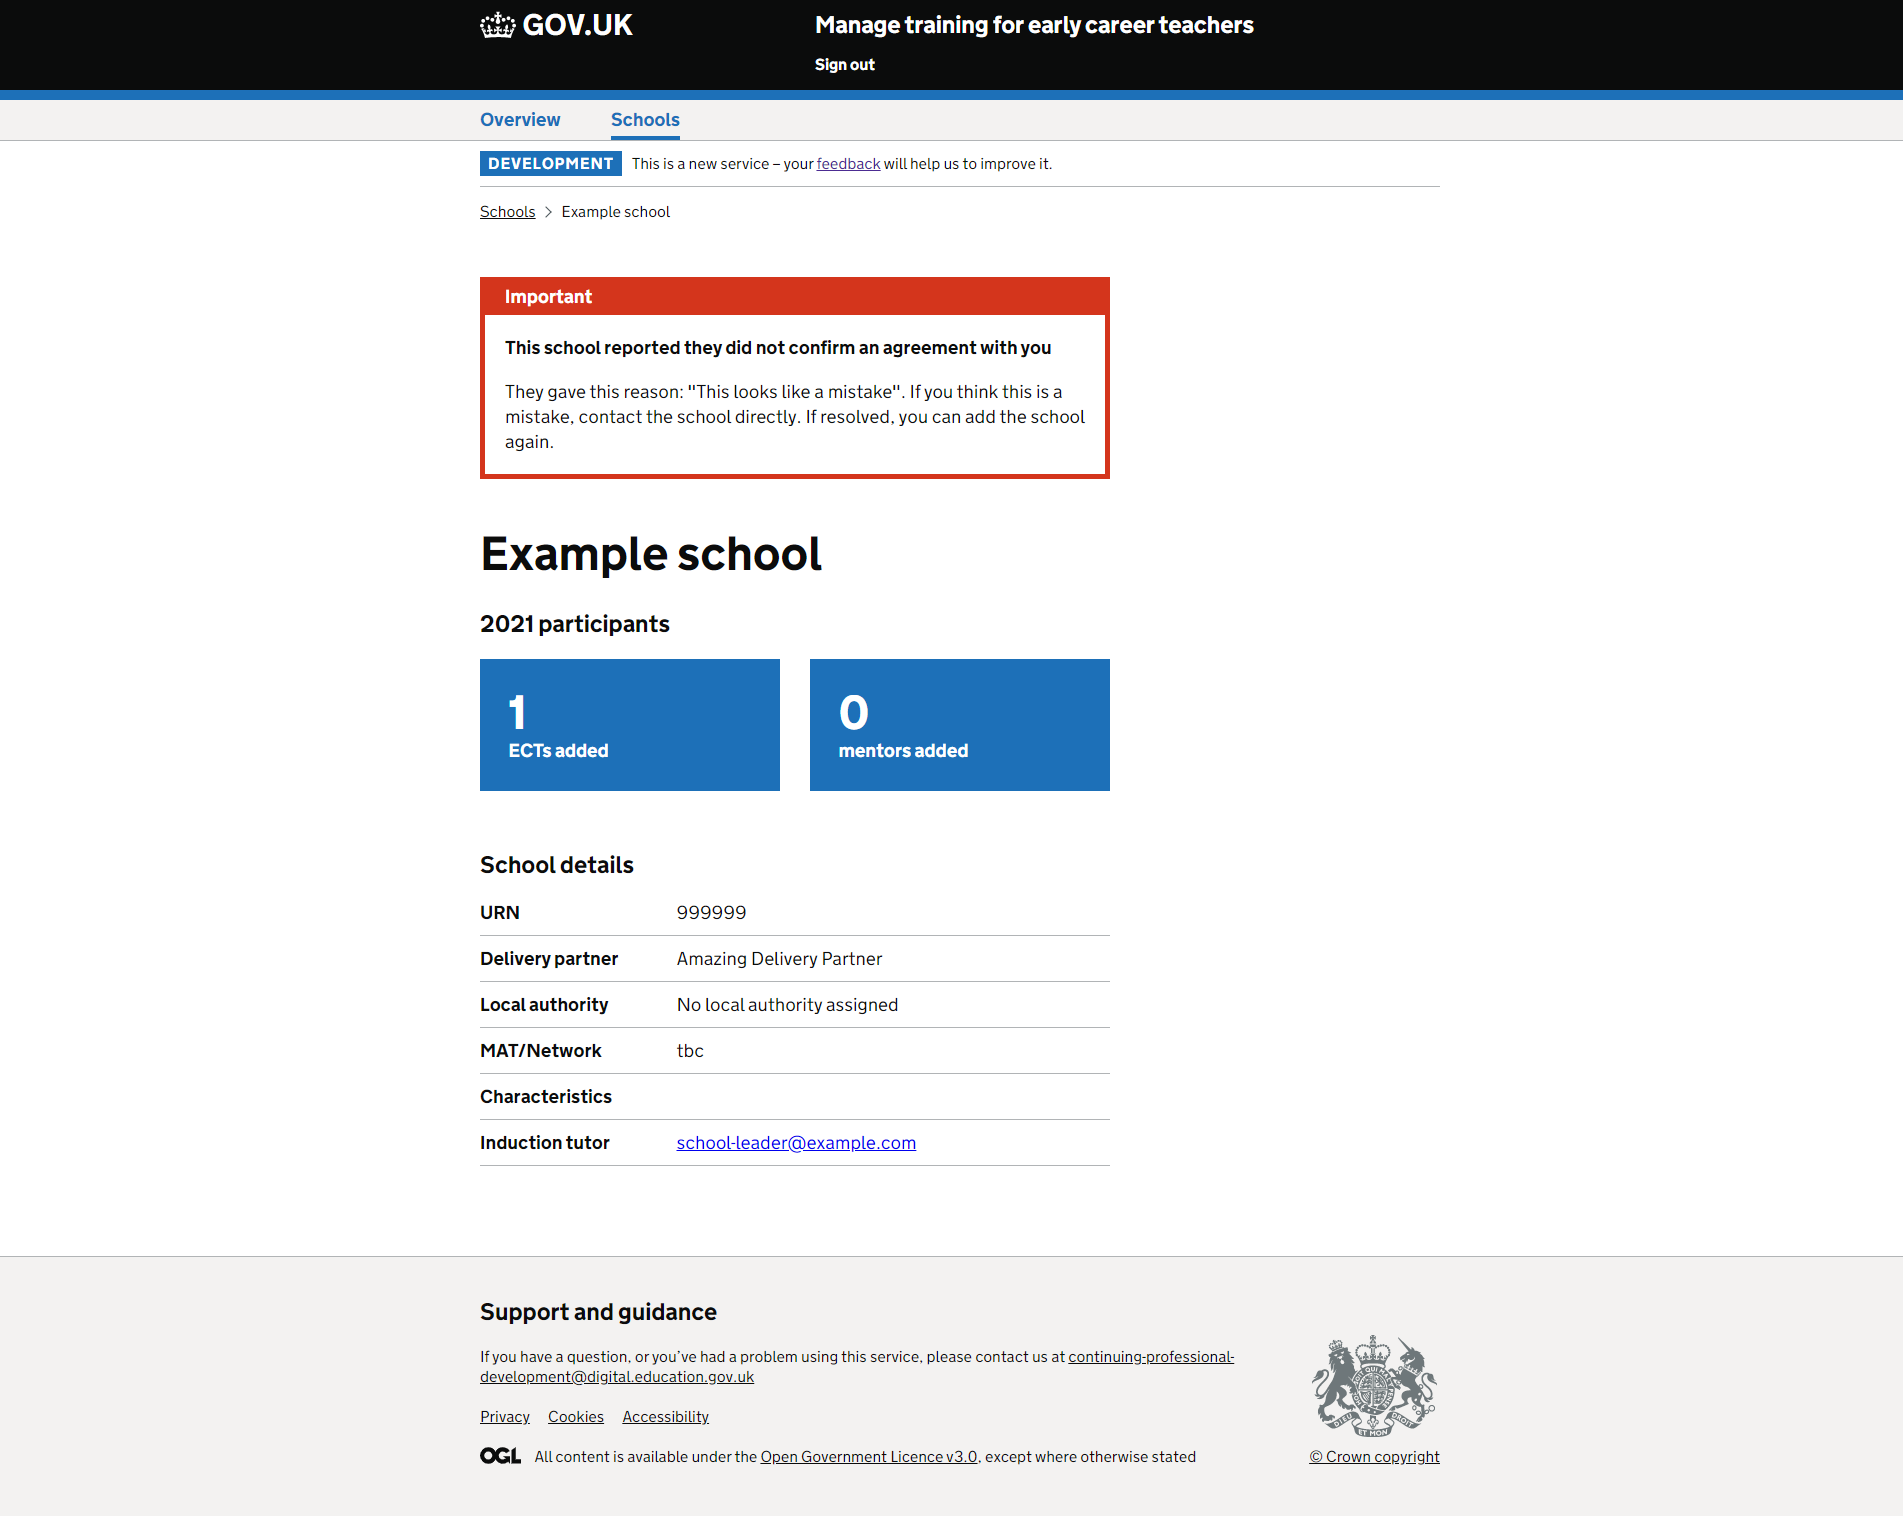 GOV.UK
Manage training for early career teachers
Sign out
Overview
Schools
DEVELOPMENT
This is a new service – your feedback will help us to improve it.
Schools
Example school
Important
This school reported they did not confirm an agreement with you
They gave this reason: "This looks like a mistake". If you think this is a
mistake, contact the school directly. If resolved, you can add the school
again.
Example school
2021 participants
1
ECTs added
0
mentors added
School details
URN 999999
Delivery partner Amazing Delivery Partner
Local authority No local authority assigned
MAT/Network tbc
Characteristics
Induction tutor school-leader@example.com
Support and guidance
If you have a question, or you’ve had a problem using this service, please contact us at continuing-professional-
development@digital.education.gov.uk
Privacy Cookies Accessibility
OGL All content is available under the Open Government Licence v3.0, except where otherwise stated
DIEU ET MON DROIT
© Crown copyright